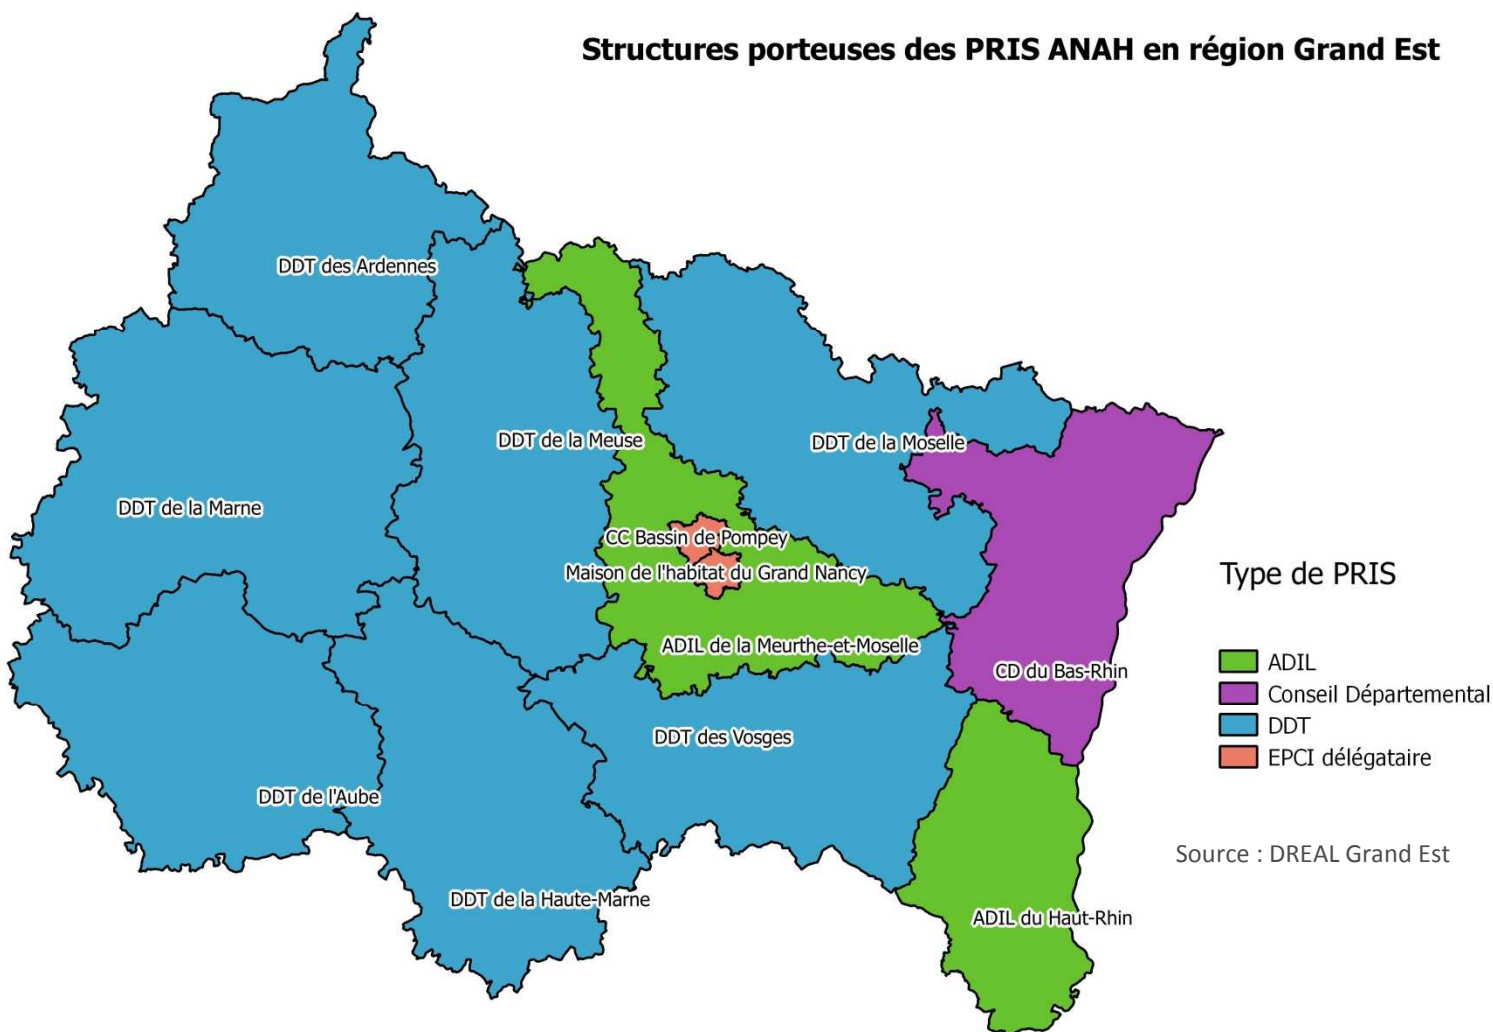 Structures porteuses des PRIS ANAH en région Grand Est
DDT des Ardennes
DDT de la Meuse
DDT de la Moselle
DDT de la Marne
CC Bassin de Pompey
Maison de l'habitat du Grand Nancy
ADIL de la Meurthe-et-Moselle
CD du Bas-Rhin
DDT des Vosges
DDT de l'Aube
DDT de la Haute-Marne
ADIL du Haut-Rhin
Type de PRIS
ADIL
Conseil Départemental
DDT
EPCI délégataire
Source : DREAL Grand Est